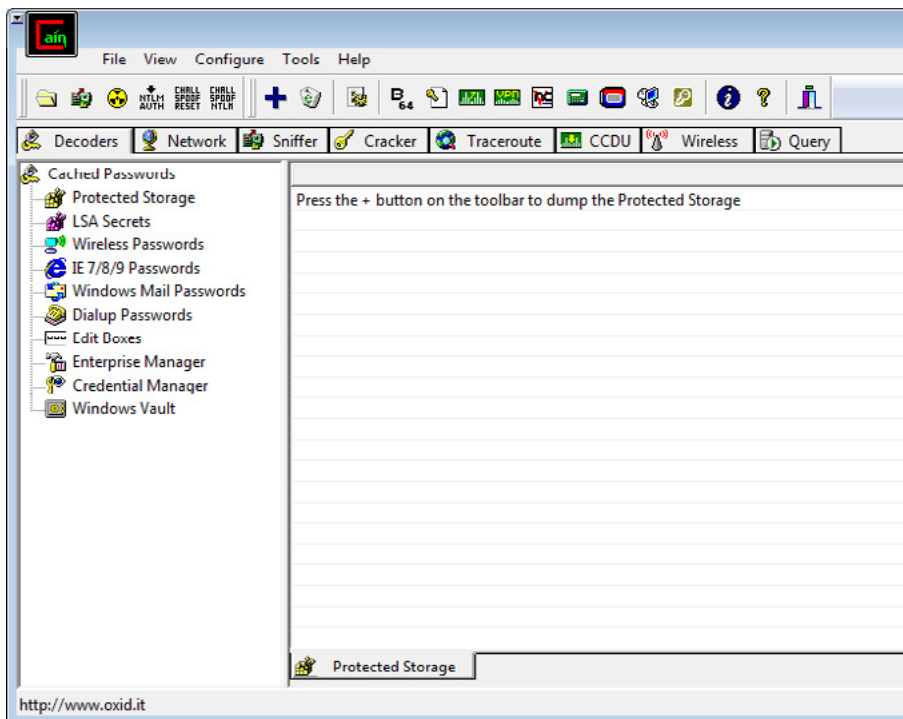 Cain
File View Configure Tools Help
NTLM AUTH CHALL SPOOF RESET CHALL SPOOF NTLM B64
Decoders Network Sniffer Cracker Traceroute CCDU Wireless Query
Cached Passwords
Protected Storage
Press the + button on the toolbar to dump the Protected Storage
LSA Secrets
Wireless Passwords
IE 7/8/9 Passwords
Windows Mail Passwords
Dialup Passwords
Edit Boxes
Enterprise Manager
Credential Manager
Windows Vault
Protected Storage
http://www.oxid.it